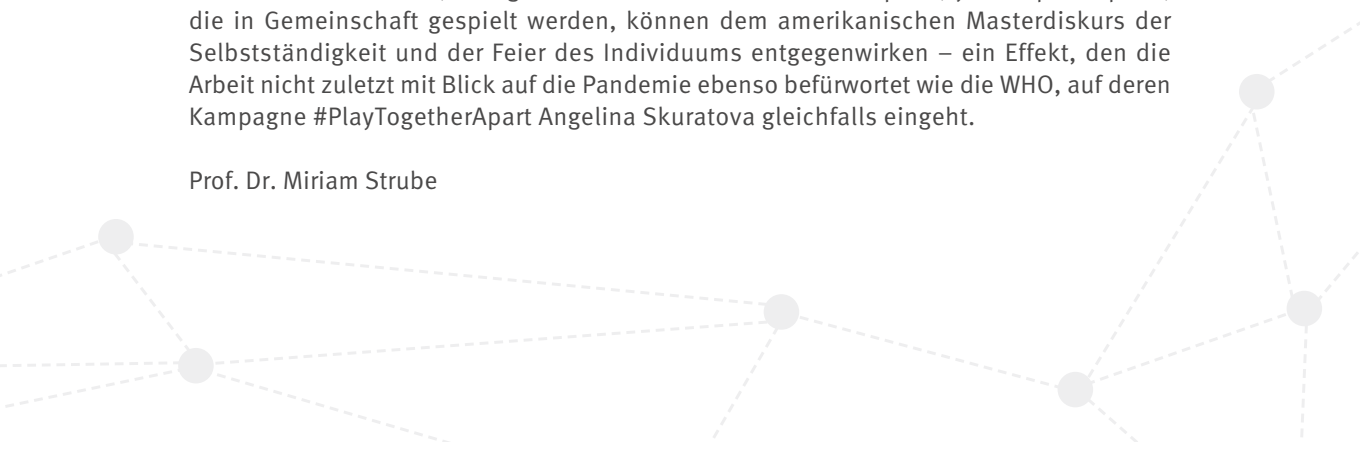 die in Gemeinschaft gespielt werden, können dem amerikanischen Masterdiskurs der
Selbstständigkeit und der Feier des Individuums entgegenwirken – ein Effekt, den die
Arbeit nicht zuletzt mit Blick auf die Pandemie ebenso befürwortet wie die WHO, auf deren
Kampagne #PlayTogetherApart Angelina Skuratova gleichfalls eingeht.
Prof. Dr. Miriam Strube